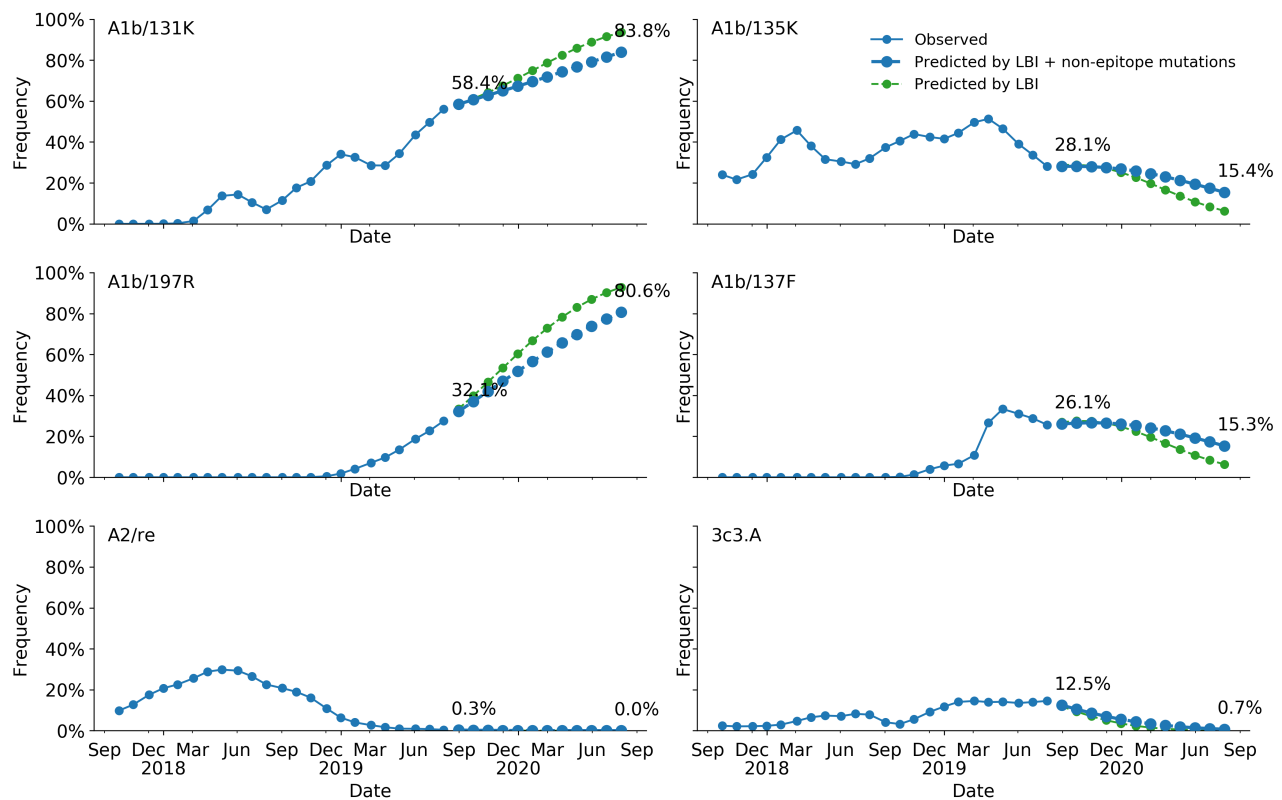 A1b/131K
100%
80%
60%
40%
20%
0%
Frequency
58.4%
83.8%
Date
A1b/135K
Observed
Predicted by LBI + non-epitope mutations
Predicted by LBI
Frequency
28.1%
15.4%
Date
A1b/197R
100%
80%
60%
40%
20%
0%
Frequency
32.1%
80.6%
Date
A1b/137F
Frequency
26.1%
15.3%
Date
A2/re
100%
80%
60%
40%
20%
0%
Frequency
0.3%
0.0%
Sep Dec Mar Jun Sep Dec Mar Jun Sep Dec Mar Jun Sep
2018 2019 2020
Date
3c3.A
Frequency
12.5%
0.7%
Sep Dec Mar Jun Sep Dec Mar Jun Sep Dec Mar Jun Sep
2018 2019 2020
Date